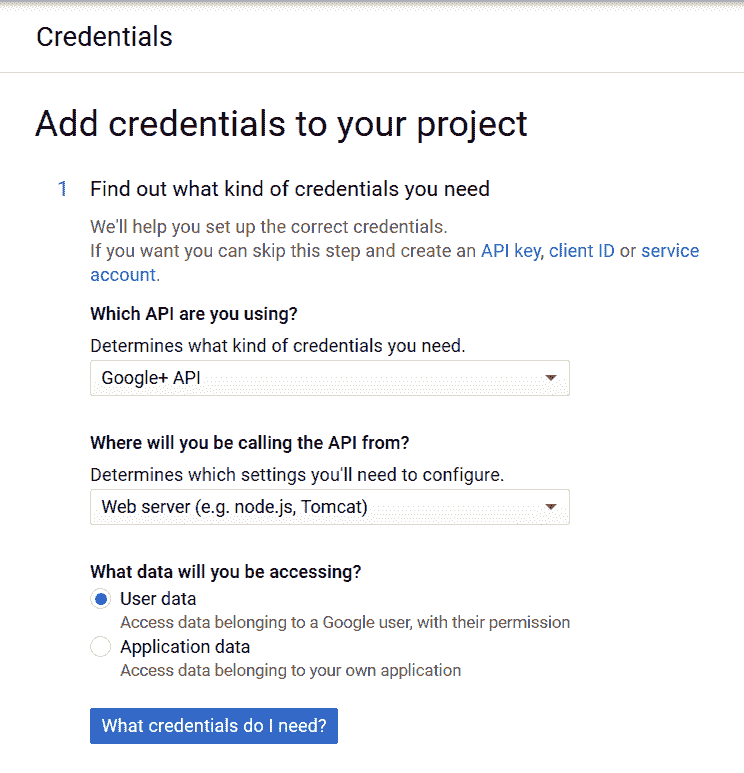 Credentials
Add credentials to your project
1 Find out what kind of credentials you need
We'll help you set up the correct credentials.
If you want you can skip this step and create an API key, client ID or service
account.
Which API are you using?
Determines what kind of credentials you need.
Google+ API
Where will you be calling the API from?
Determines which settings you'll need to configure.
Web server (e.g. node.js, Tomcat)
What data will you be accessing?
User data
Access data belonging to a Google user, with their permission
Application data
Access data belonging to your own application
What credentials do I need?